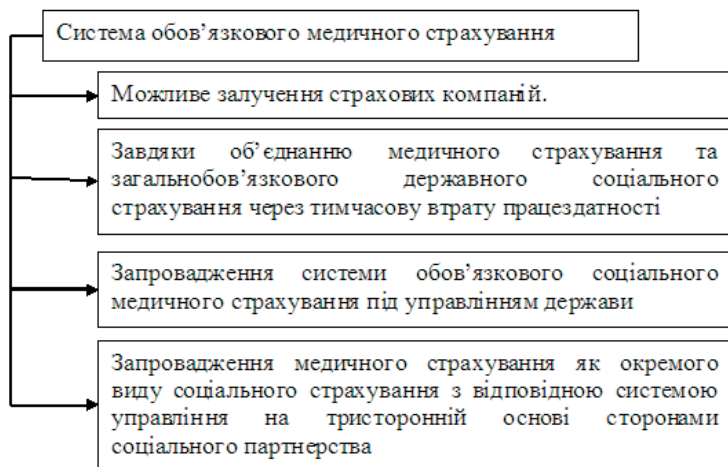 Система обов’язкового медичного страхування
Можливе залучення страхових компаній.
Завдяки об’єднанню медичного страхування та
загальнобов’язкового державного соціального
страхування через тимчасову втрату працездатності
Запровадження системи обов’язкового соціального
медичного страхування під управлінням держави
Запровадження медичного страхування як окремого
виду соціального страхування з відповідною системою
управління на тристоронній основі сторонами
соціального партнерства